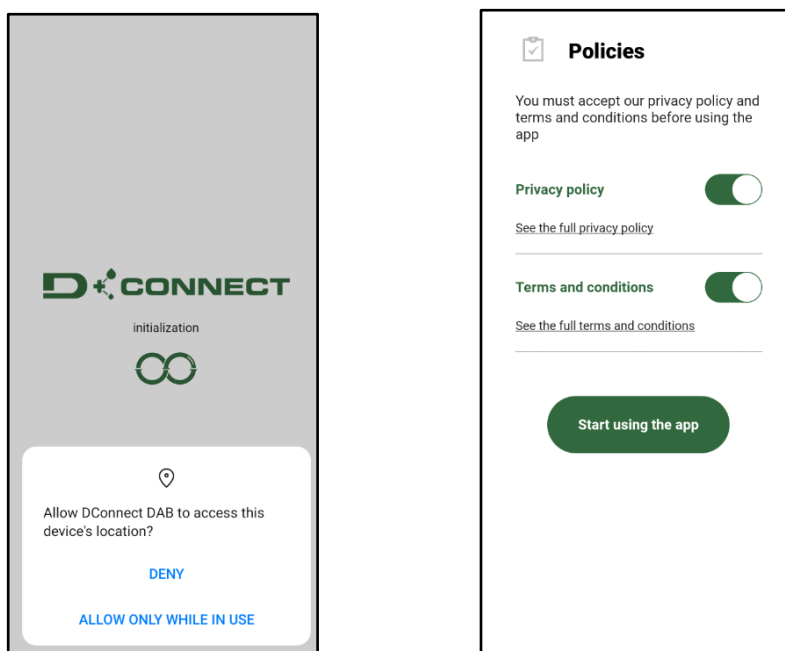 D+CONNECT
initialization
Allow DConnect DAB to access this
device's location?
DENY
ALLOW ONLY WHILE IN USE
Policies
You must accept our privacy policy and
terms and conditions before using the
app
Privacy policy
See the full privacy policy
Terms and conditions
See the full terms and conditions
Start using the app